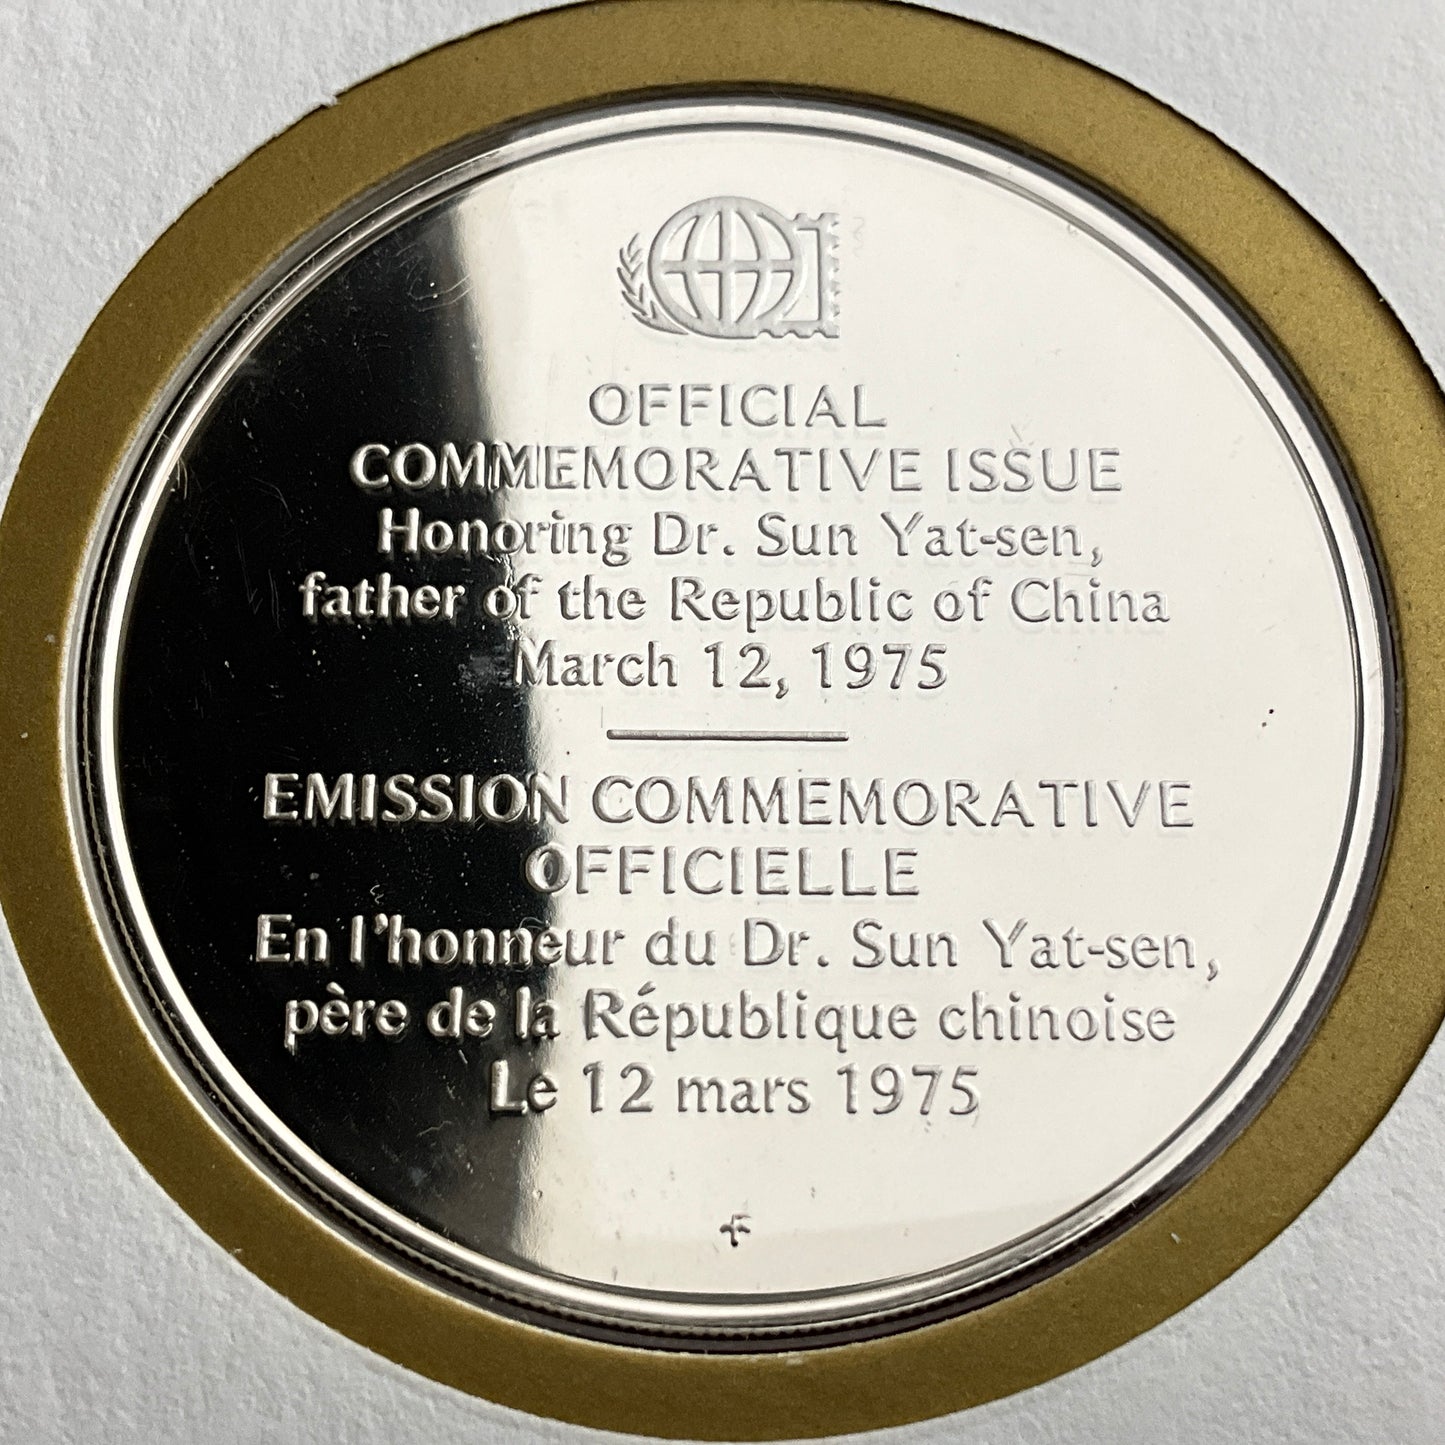 OFFICIAL
COMMEMORATIVE ISSUE
Honoring Dr. Sun Yat-sen,
father of the Republic of China
March 12, 1975
EMISSION COMMEMORATIVE
OFFICIELLE
En l'honneur du Dr. Sun Yat-sen,
père de la République chinoise
Le 12 mars 1975